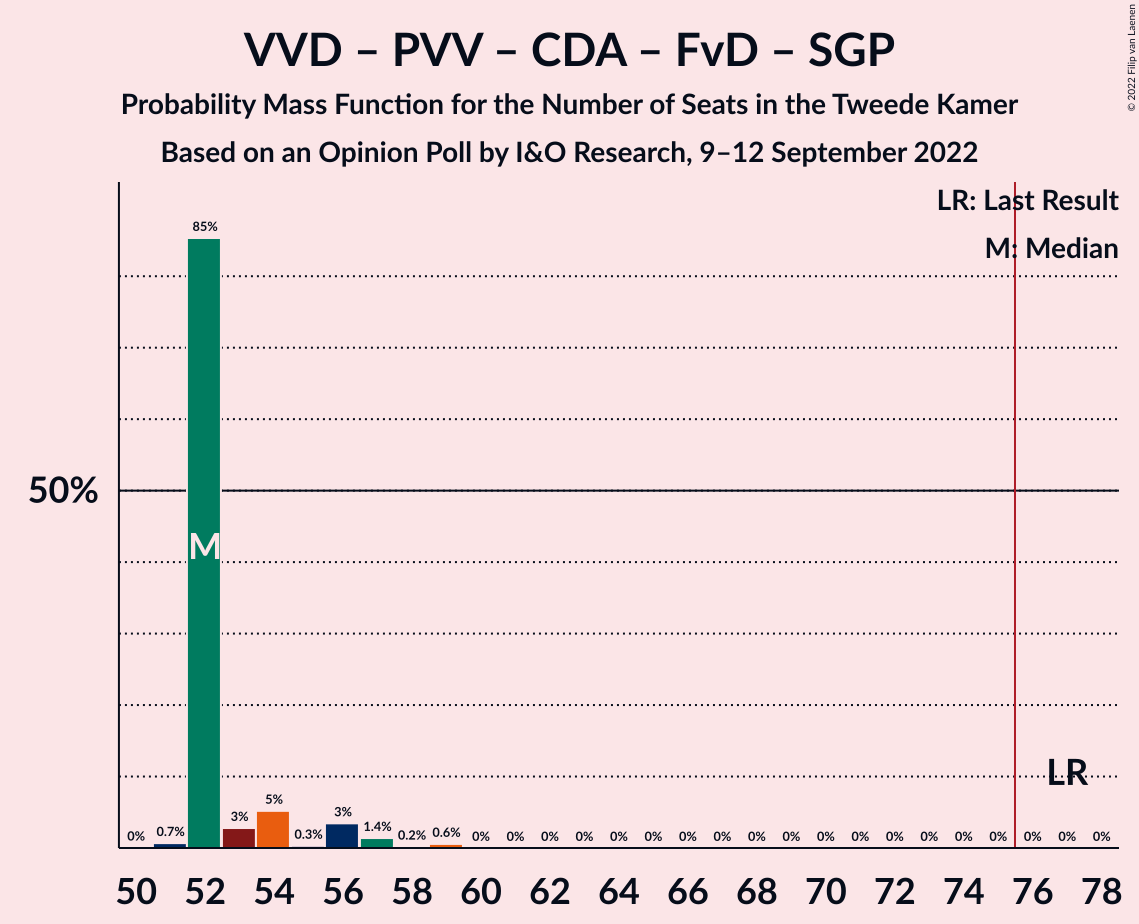 VVD – PVV – CDA – FvD – SGP
Probability Mass Function for the Number of Seats in the Tweede Kamer
Based on an Opinion Poll by I&O Research, 9–12 September 2022
© 2022 Filip van Laenen
LR: Last Result
M: Median
85%
50%
M
LR
0% 0.7% 3% 5% 0.3% 3% 1.4% 0.2% 0.6% 0% 0% 0% 0% 0% 0% 0% 0% 0% 0% 0% 0% 0% 0% 0% 0% 0% 0% 0%
50 52 54 56 58 60 62 64 66 68 70 72 74 76 78